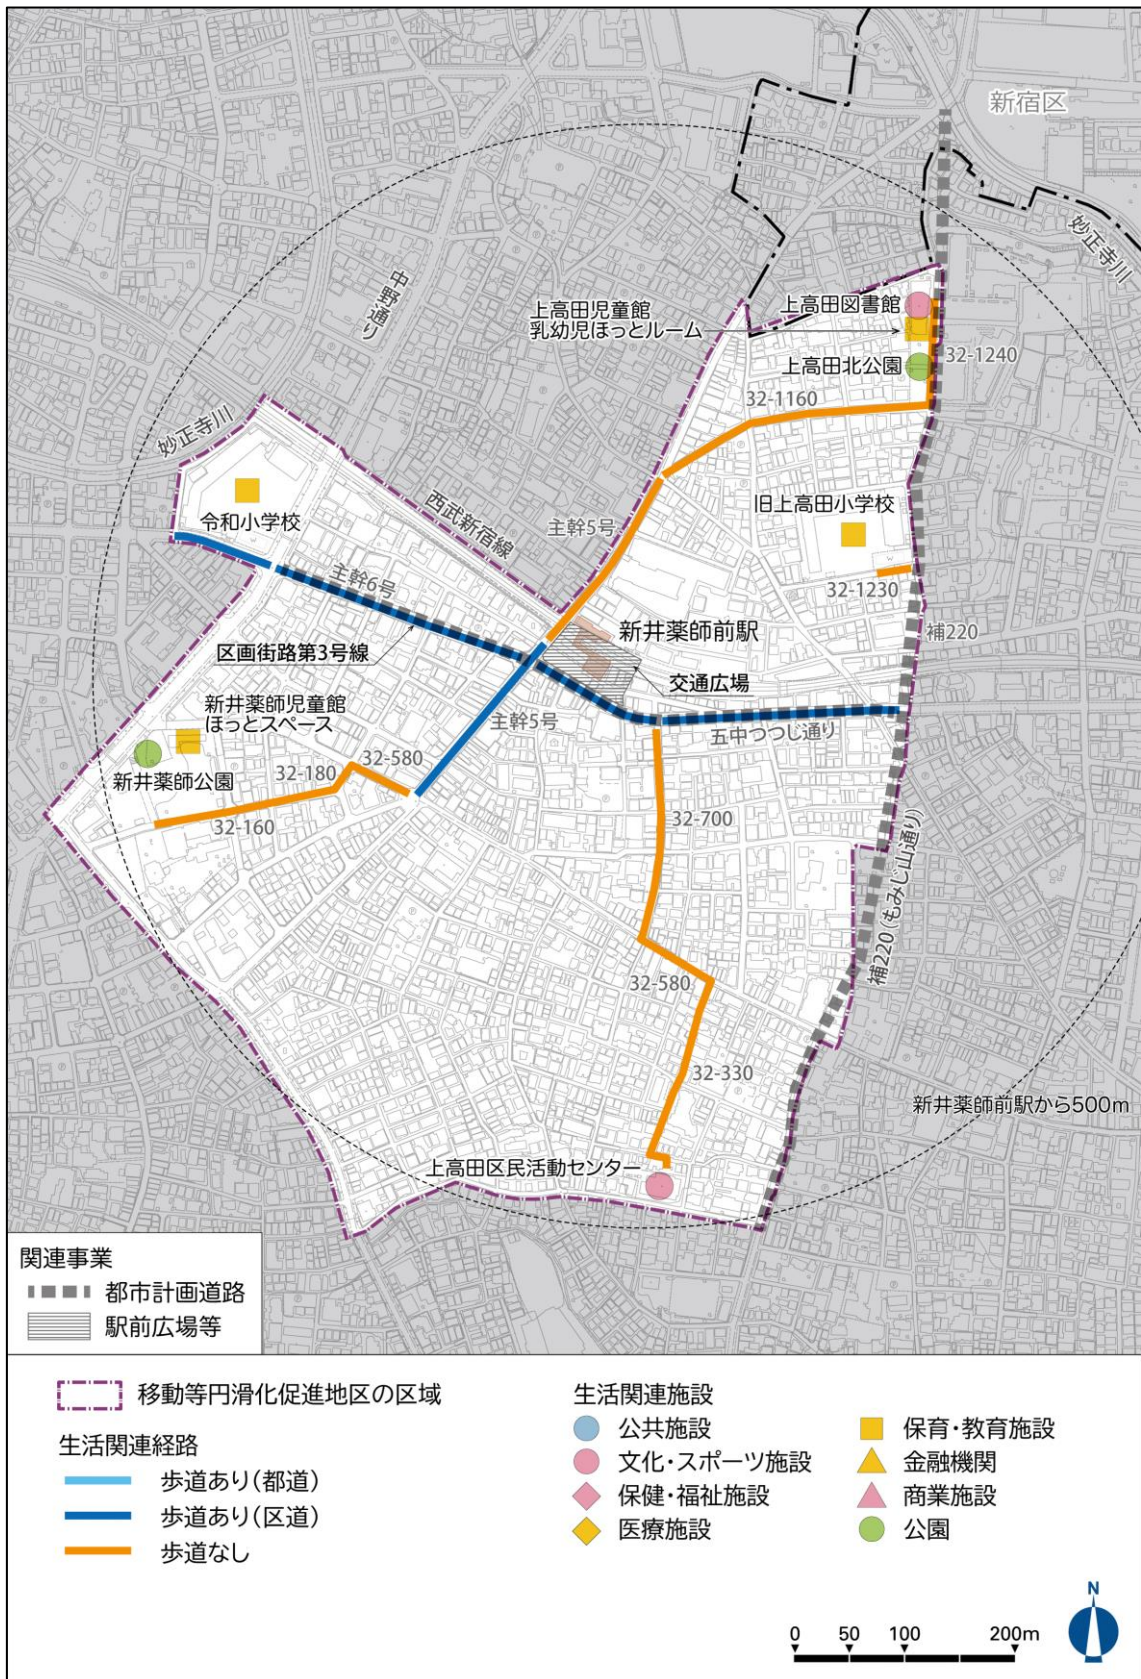 新宿区
妙正寺川
中野通り
上高田児童館
乳幼児ほっとルーム
上高田図書館
上高田北公園
32-1240
32-1160
妙正寺川
西武新宿線
令和小学校
主幹5号
旧上高田小学校
32-1230
主幹6号
新井薬師前駅
補220
区画街路第3号線
交通広場
新井薬師児童館
ほっとスペース
主幹5号
五中つつじ通り
新井薬師公園
32-180
32-580
32-160
32-700
補220(もみじ山通り)
32-580
32-330
新井薬師前駅から500m
上高田区民活動センター
関連事業
都市計画道路
駅前広場等
移動等円滑化促進地区の区域
生活関連経路
歩道あり(都道)
歩道あり(区道)
歩道なし
生活関連施設
公共施設
文化・スポーツ施設
保健・福祉施設
医療施設
保育・教育施設
金融機関
商業施設
公園
N
0 50 100 200m